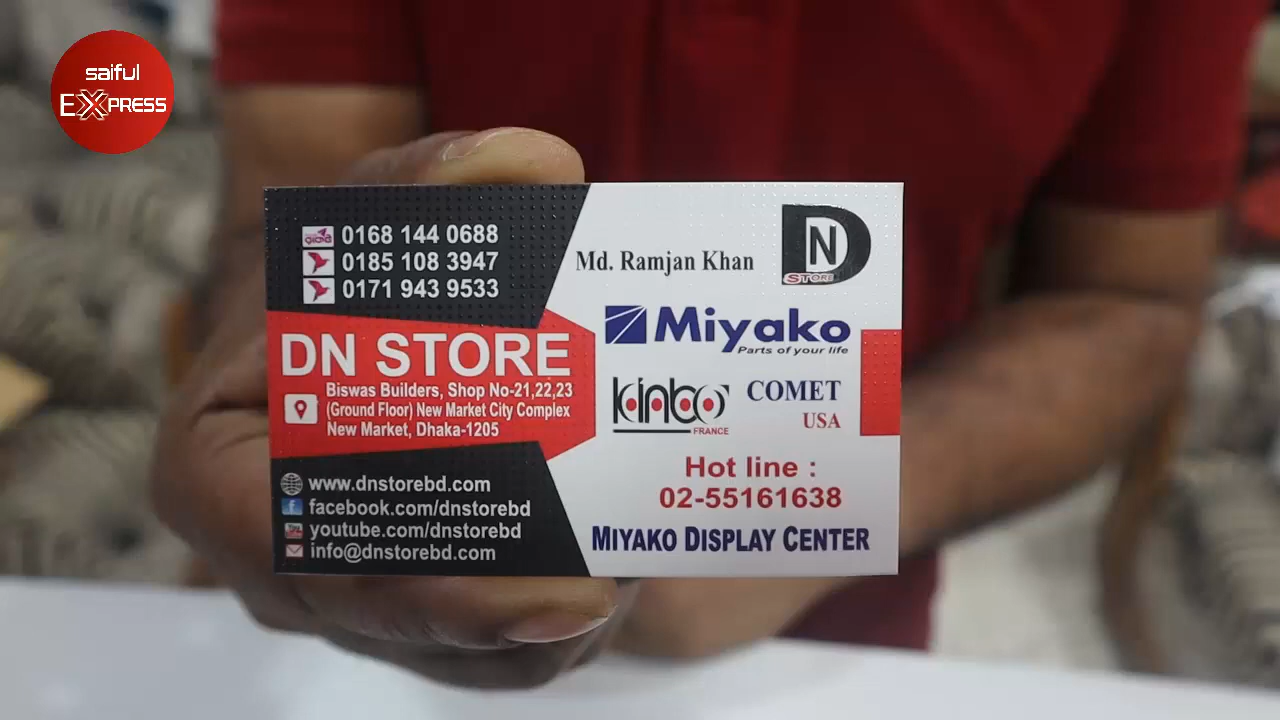 saiful
EXPRESS
0168 144 0688
0185 108 3947
0171 943 9533
Md. Ramjan Khan
DN
STORE
DN STORE
Biswas Builders, Shop No-21,22,23
(Ground Floor) New Market City Complex
New Market, Dhaka-1205
www.dnstorebd.com
facebook.com/dnstorebd
youtube.com/dnstorebd
info@dnstorebd.com
Miyako
Parts of your life
kinbo
FRANCE
COMET
USA
Hot line :
02-55161638
MIYAKO DISPLAY CENTER